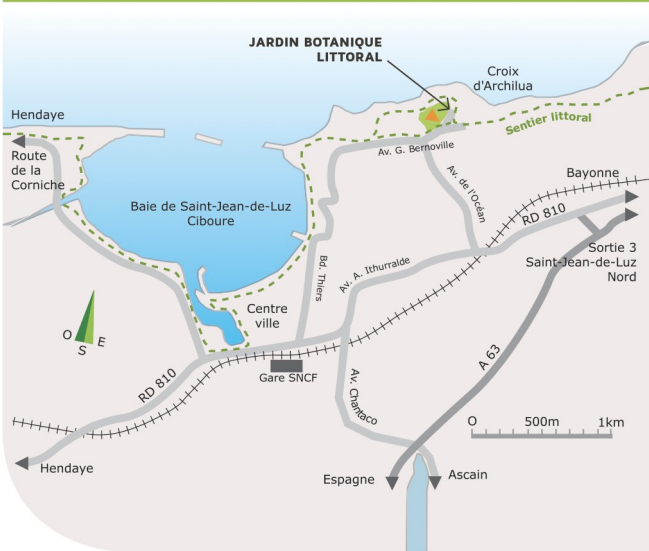 JARDIN BOTANIQUE
LITTORAL
Croix
d'Archilua
Hendaye
Sentier littoral
Route
de la
Corniche
Av. G. Bernoville
Av. de l'Océan
Bayonne
RD 810
Baie de Saint-Jean-de-Luz
Ciboure
Sortie 3
Saint-Jean-de-Luz
Nord
Bd. Thiers
Av. A. Ithurralde
Centre
ville
O
S
E
Gare SNCF
A 63
RD 810
Av. Chantaco
0
500m
1km
Hendaye
Espagne
Ascain